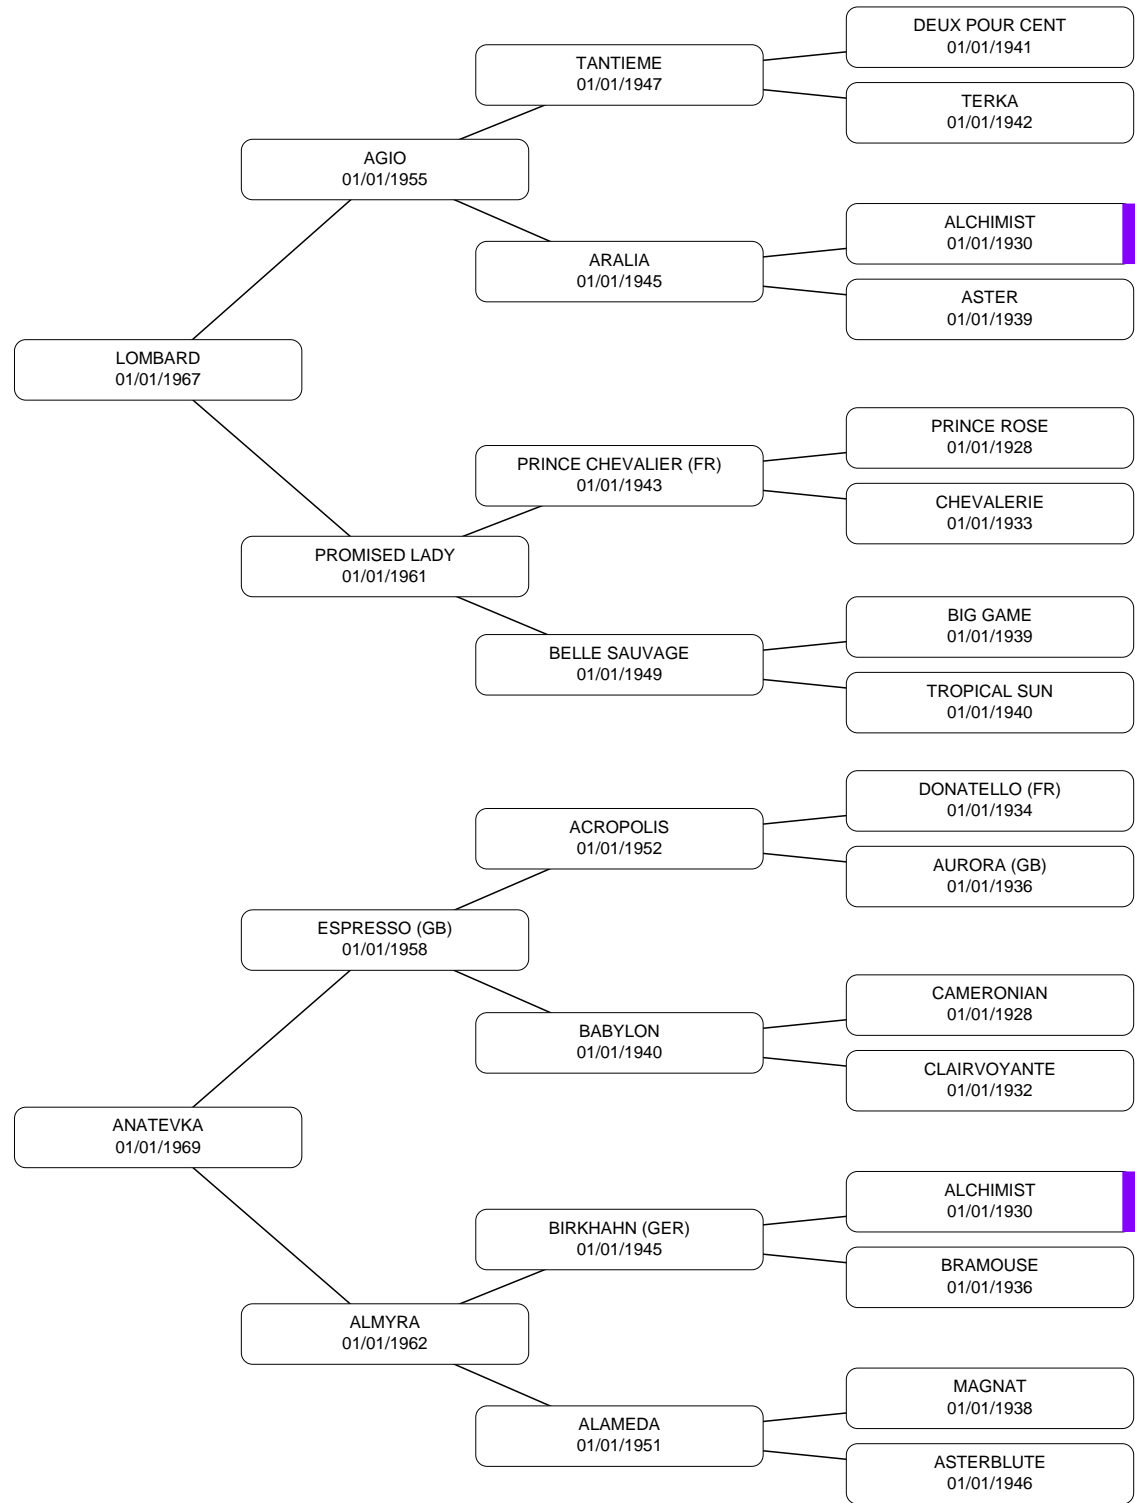 DEUX POUR CENT
01/01/1941
TANTIEME
01/01/1947
TERKA
01/01/1942
AGIO
01/01/1955
ALCHIMIST
01/01/1930
ARALIA
01/01/1945
ASTER
01/01/1939
LOMBARD
01/01/1967
PRINCE ROSE
01/01/1928
PRINCE CHEVALIER (FR)
01/01/1943
CHEVALERIE
01/01/1933
PROMISED LADY
01/01/1961
BIG GAME
01/01/1939
BELLE SAUVAGE
01/01/1949
TROPICAL SUN
01/01/1940
DONATELLO (FR)
01/01/1934
ACROPOLIS
01/01/1952
AURORA (GB)
01/01/1936
ESPRESSO (GB)
01/01/1958
CAMERONIAN
01/01/1928
BABYLON
01/01/1940
CLAIRVOYANTE
01/01/1932
ANATEVKA
01/01/1969
ALCHIMIST
01/01/1930
BIRKHAHN (GER)
01/01/1945
BRAMOUSE
01/01/1936
ALMYRA
01/01/1962
MAGNAT
01/01/1938
ALAMEDA
01/01/1951
ASTERBLUTE
01/01/1946